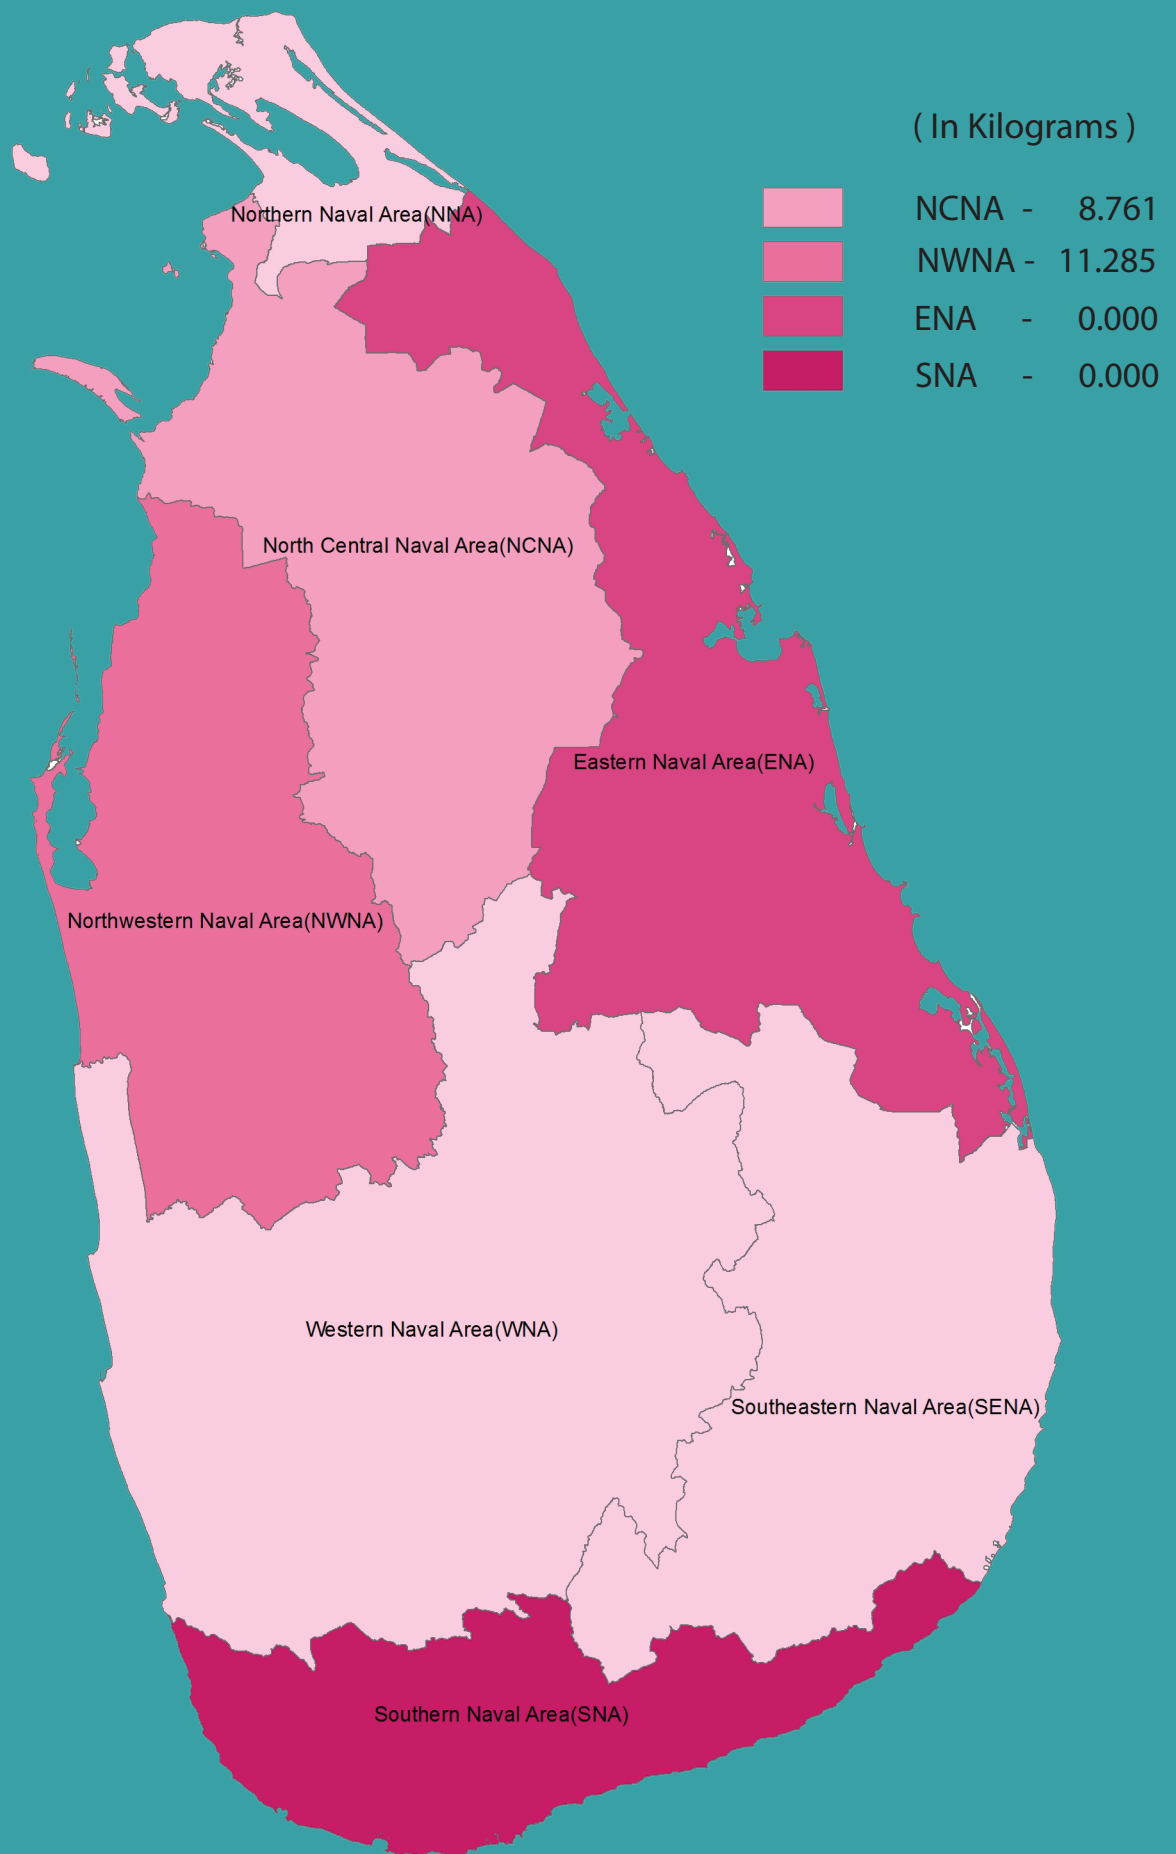 ( In Kilograms )
NCNA - 8.761
NWNA - 11.285
ENA - 0.000
SNA - 0.000
Northern Naval Area(NNA)
North Central Naval Area(NCNA)
Eastern Naval Area(ENA)
Northwestern Naval Area(NWNA)
Western Naval Area(WNA)
Southeastern Naval Area(SENA)
Southern Naval Area(SNA)